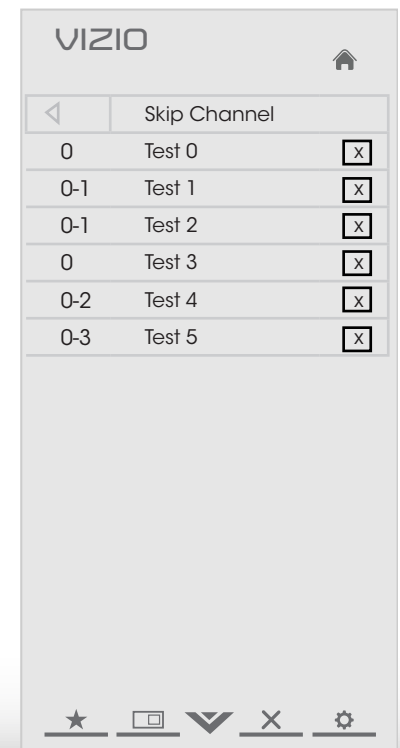 VIZIO
Skip Channel
0 Test 0 x
0-1 Test 1 x
0-1 Test 2 x
0 Test 3 x
0-2 Test 4 x
0-3 Test 5 x